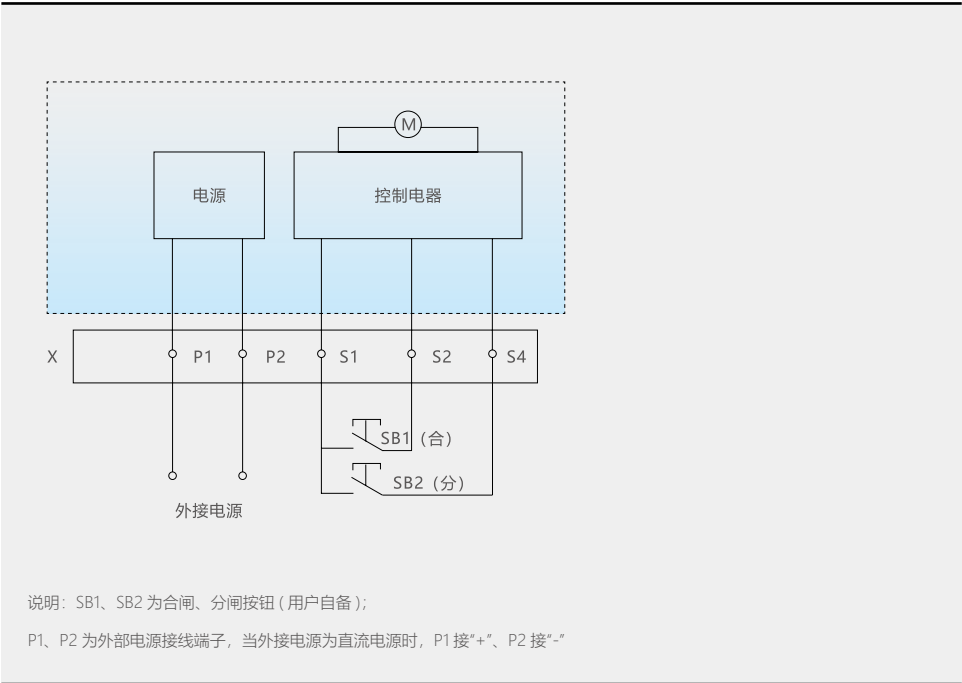 M
电源
控制电器
X P1 P2 S1 S2 S4
SB1（合）
SB2（分）
外接电源
说明：SB1、SB2 为合闸、分闸按钮 ( 用户自备 )；
P1、P2 为外部电源接线端子，当外接电源为直流电源时，P1 接“+”、P2 接“-”